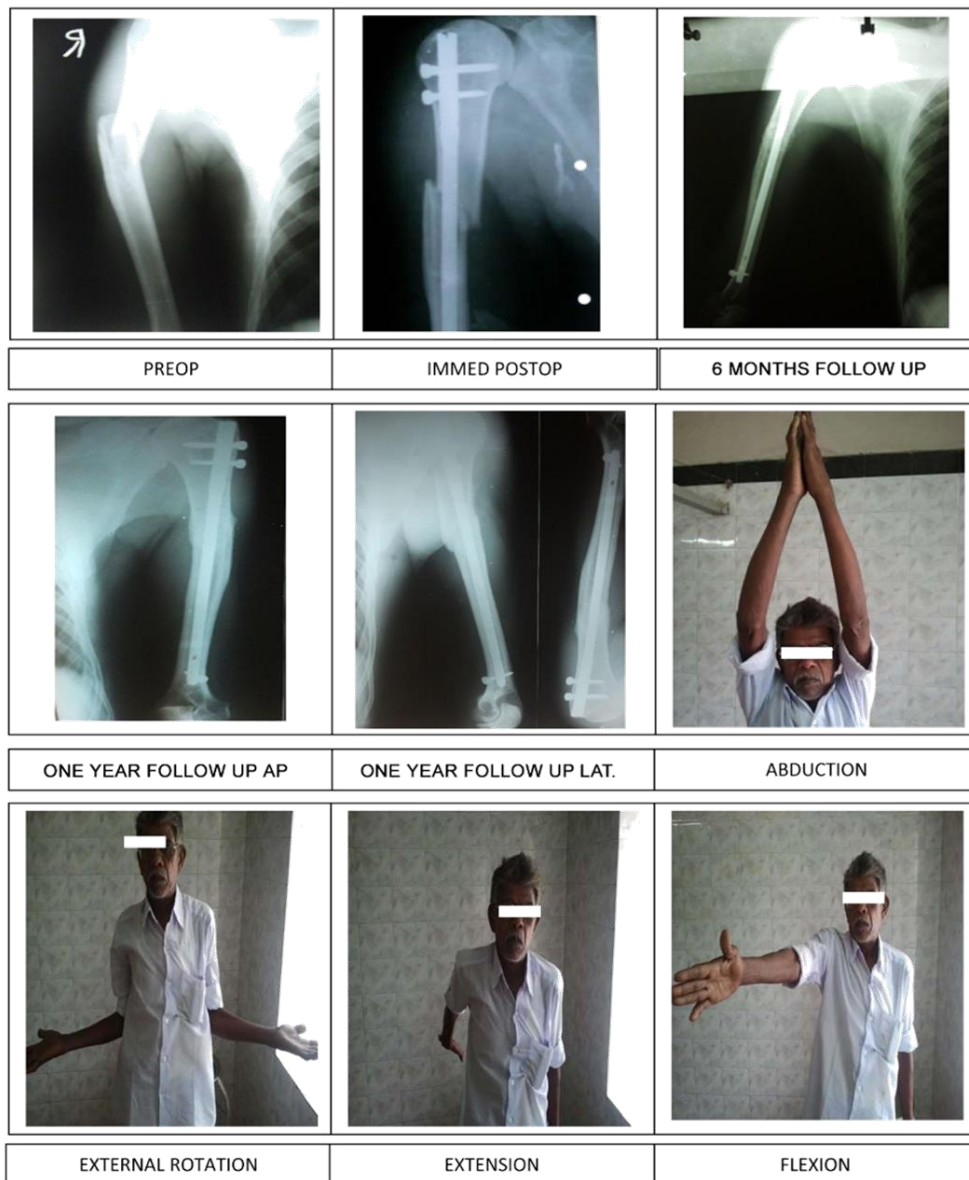 R
PREOP
IMMED POSTOP
6 MONTHS FOLLOW UP
ONE YEAR FOLLOW UP AP
ONE YEAR FOLLOW UP LAT.
ABDUCTION
EXTERNAL ROTATION
EXTENSION
FLEXION